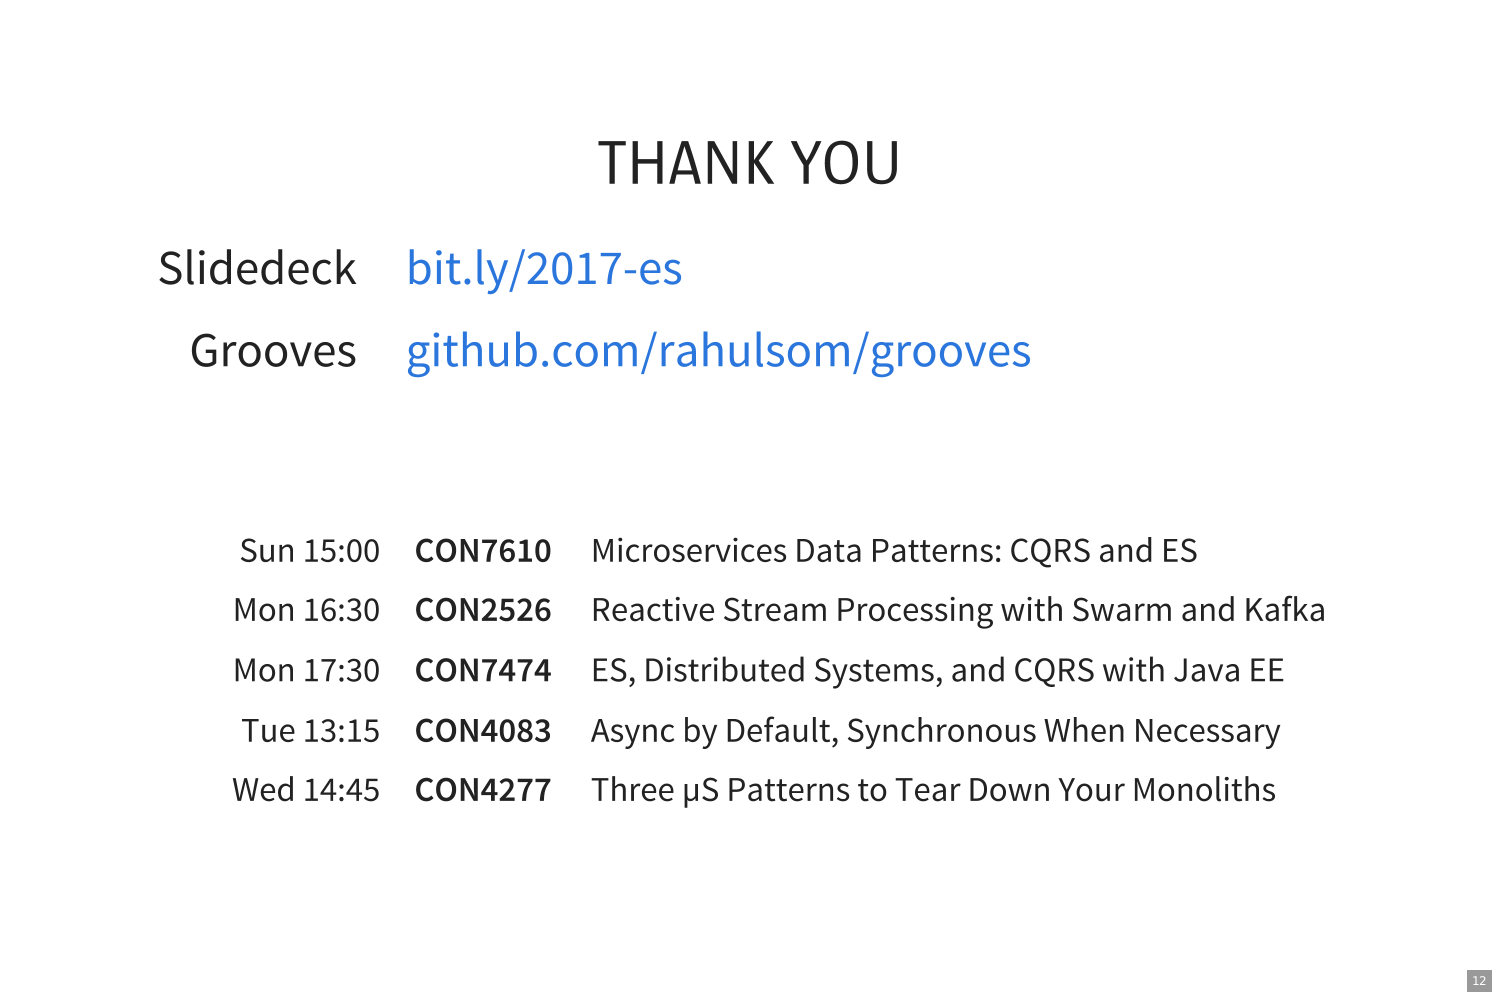 THANK YOU
Slidedeck bit.ly/2017-es
Grooves github.com/rahulsom/grooves
Sun 15:00 CON7610 Microservices Data Patterns: CQRS and ES
Mon 16:30 CON2526 Reactive Stream Processing with Swarm and Kafka
Mon 17:30 CON7474 ES, Distributed Systems, and CQRS with Java EE
Tue 13:15 CON4083 Async by Default, Synchronous When Necessary
Wed 14:45 CON4277 Three µS Patterns to Tear Down Your Monoliths
12